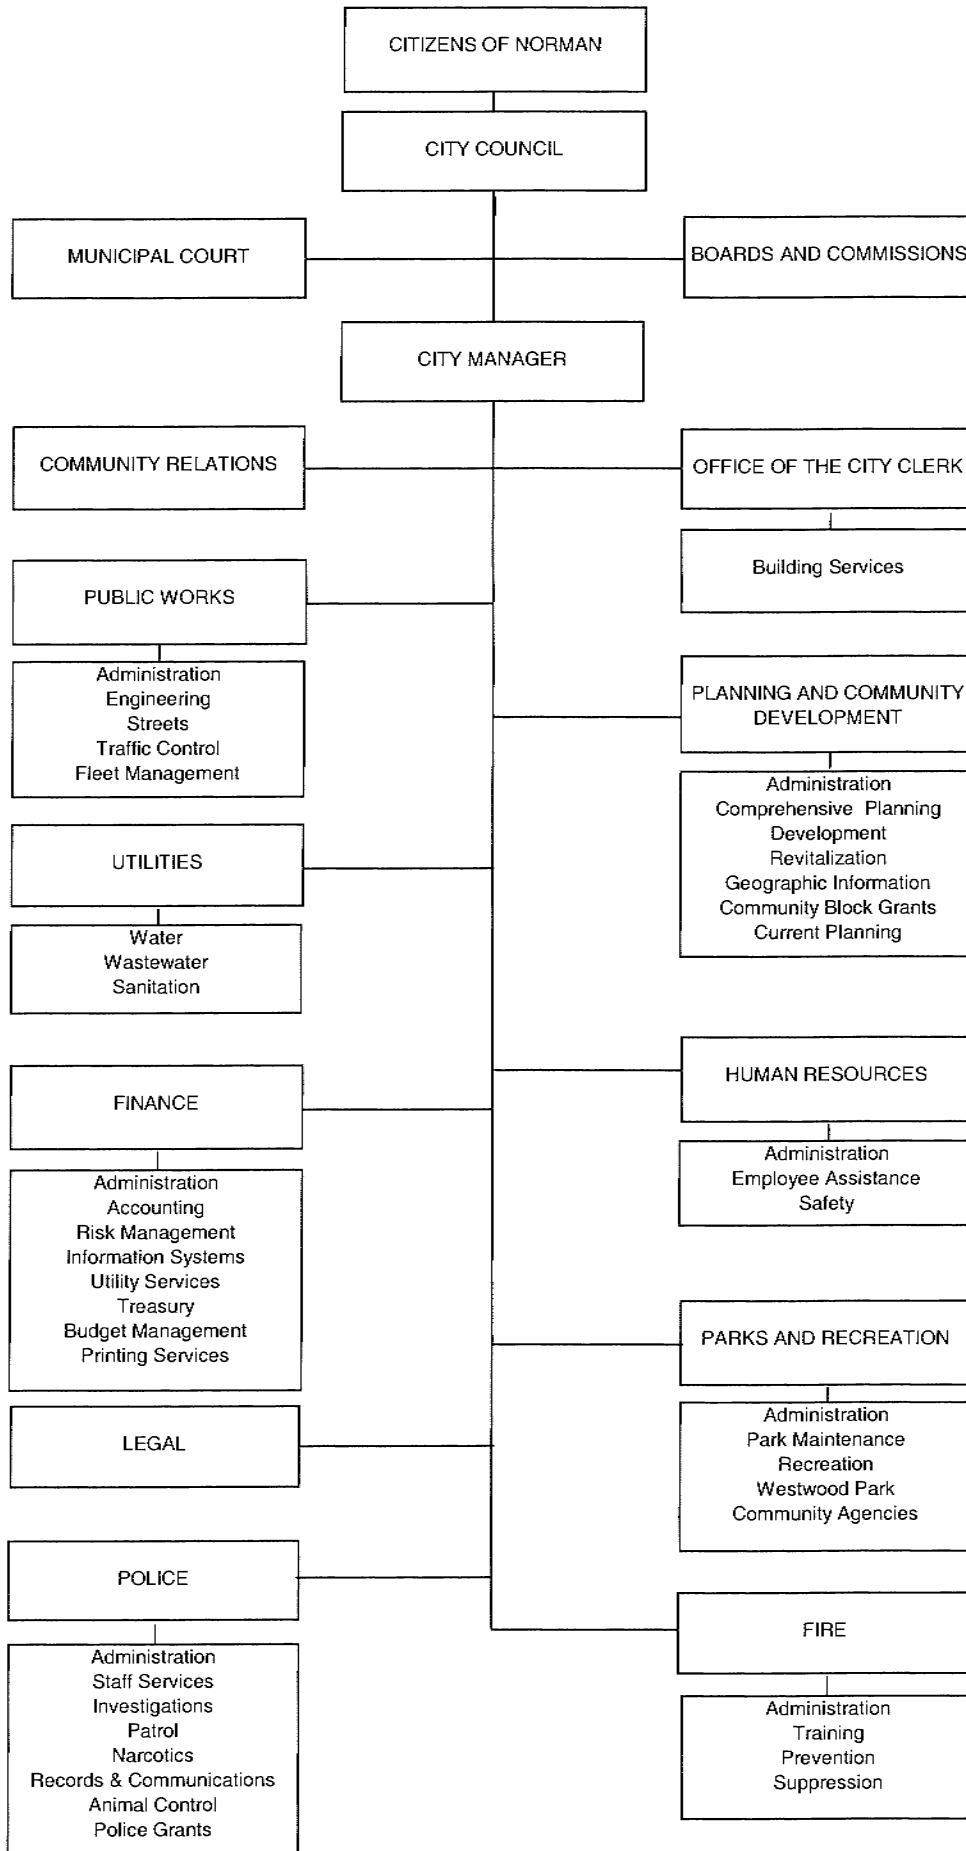 CITIZENS OF NORMAN
CITY COUNCIL
MUNICIPAL COURT
BOARDS AND COMMISSIONS
CITY MANAGER
COMMUNITY RELATIONS
OFFICE OF THE CITY CLERK
Building Services
PUBLIC WORKS
Administration
Engineering
Streets
Traffic Control
Fleet Management
PLANNING AND COMMUNITY
DEVELOPMENT
Administration
Comprehensive Planning
Development
Revitalization
Geographic Information
Community Block Grants
Current Planning
UTILITIES
Water
Wastewater
Sanitation
HUMAN RESOURCES
Administration
Employee Assistance
Safety
FINANCE
Administration
Accounting
Risk Management
Information Systems
Utility Services
Treasury
Budget Management
Printing Services
PARKS AND RECREATION
Administration
Park Maintenance
Recreation
Westwood Park
Community Agencies
LEGAL
POLICE
Administration
Staff Services
Investigations
Patrol
Narcotics
Records & Communications
Animal Control
Police Grants
FIRE
Administration
Training
Prevention
Suppression